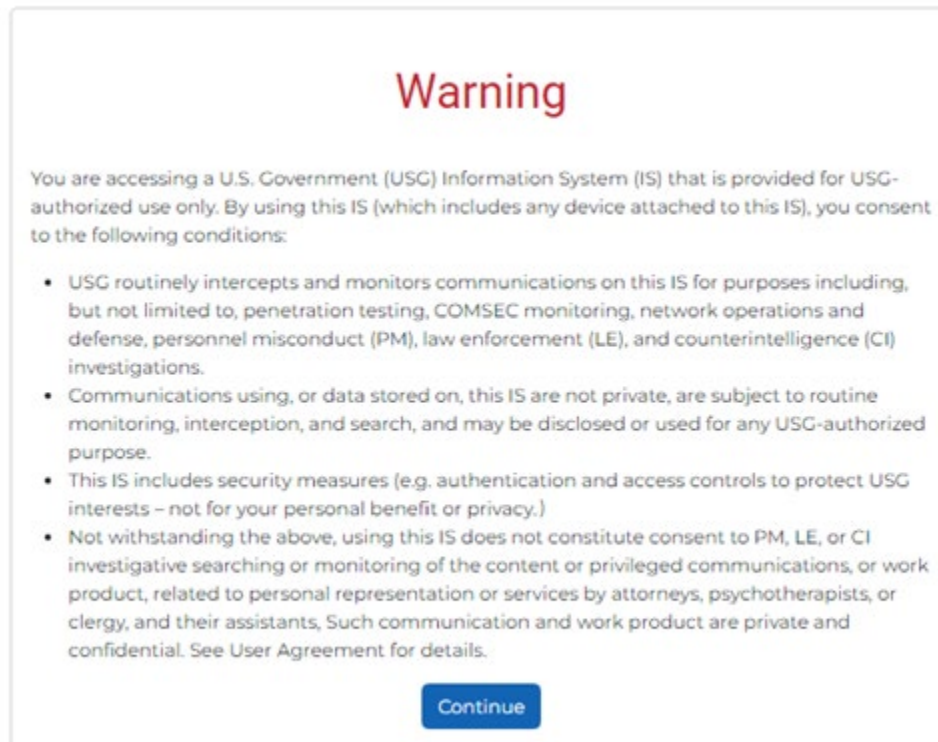 Warning
You are accessing a U.S. Government (USG) Information System (IS) that is provided for USG-
authorized use only. By using this IS (which includes any device attached to this IS), you consent
to the following conditions:
• USG routinely intercepts and monitors communications on this IS for purposes including,
but not limited to, penetration testing, COMSEC monitoring, network operations and
defense, personnel misconduct (PM), law enforcement (LE), and counterintelligence (CI)
investigations.
• Communications using, or data stored on, this IS are not private, are subject to routine
monitoring, interception, and search, and may be disclosed or used for any USG-authorized
purpose.
• This IS includes security measures (e.g. authentication and access controls to protect USG
interests – not for your personal benefit or privacy.)
• Not withstanding the above, using this IS does not constitute consent to PM, LE, or CI
investigative searching or monitoring of the content or privileged communications, or work
product, related to personal representation or services by attorneys, psychotherapists, or
clergy, and their assistants, Such communication and work product are private and
confidential. See User Agreement for details.
Continue